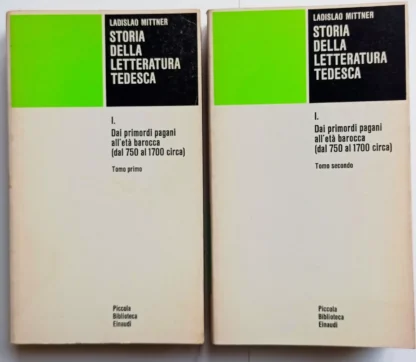 LADISLAO MITTNER
STORIA
DELLA
LETTERATURA
TEDESCA
I.
Dai primordi pagani
all'età barocca
(dal 750 al 1700 circa)
Tomo primo
Piccola
Biblioteca
Einaudi
LADISLAO MITTNER
STORIA
DELLA
LETTERATURA
TEDESCA
I.
Dai primordi pagani
all'età barocca
(dal 750 al 1700 circa)
Tomo secondo
Piccola
Biblioteca
Einaudi